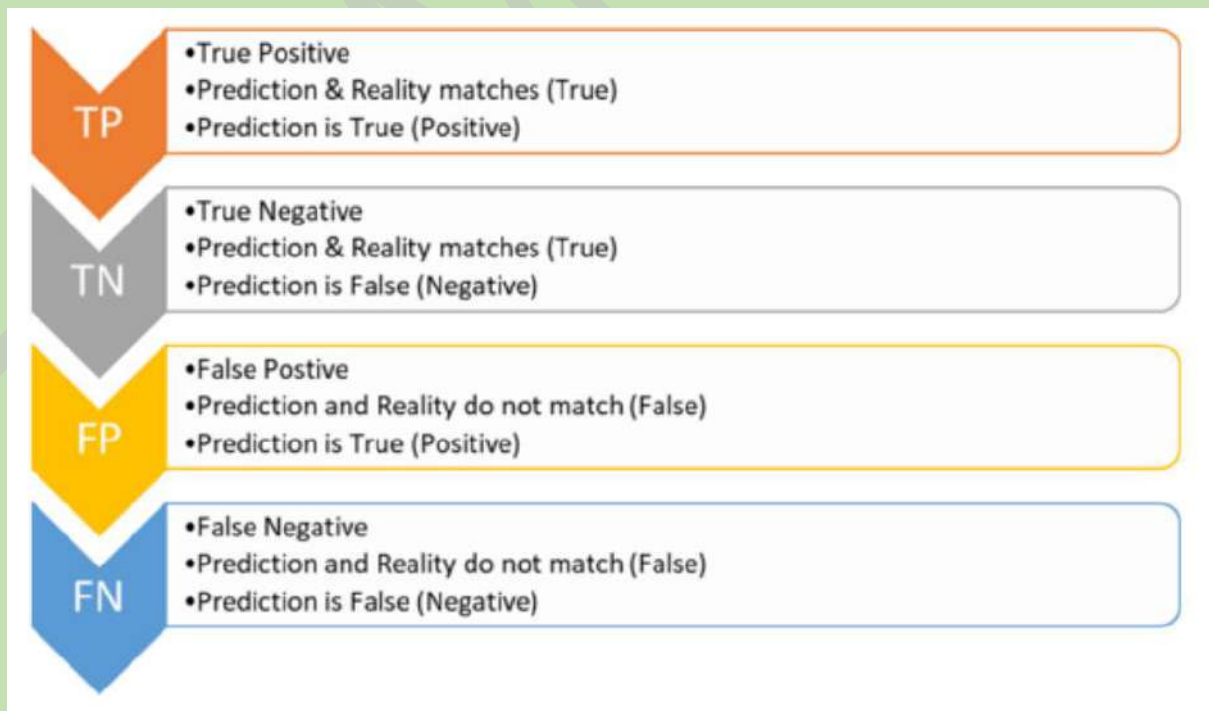 TP
•True Positive
•Prediction & Reality matches (True)
•Prediction is True (Positive)
TN
•True Negative
•Prediction & Reality matches (True)
•Prediction is False (Negative)
FP
•False Postive
•Prediction and Reality do not match (False)
•Prediction is True (Positive)
FN
•False Negative
•Prediction and Reality do not match (False)
•Prediction is False (Negative)